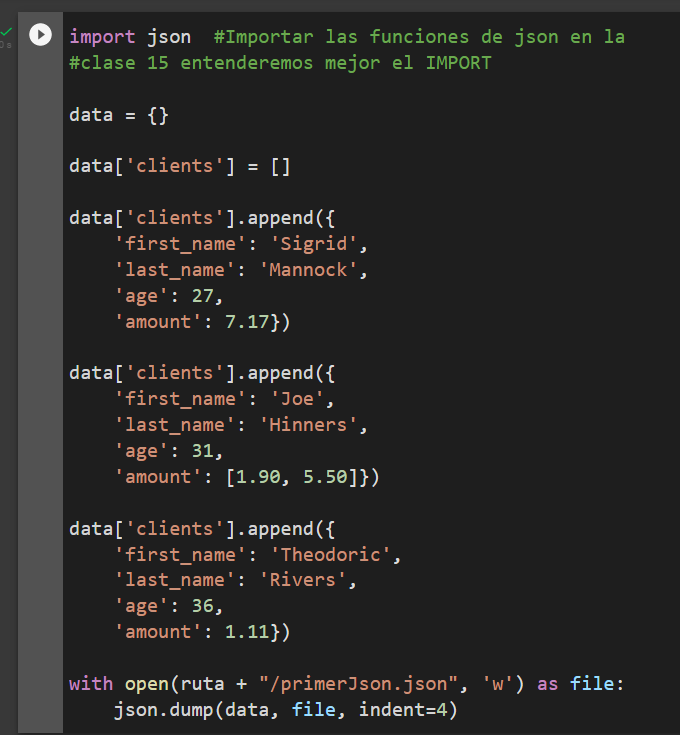 import json  #Importar las funciones de json en la
#clase 15 entenderemos mejor el IMPORT
data = {}
data['clients'] = []
data['clients'].append({
    'first_name': 'Sigrid',
    'last_name': 'Mannock',
    'age': 27,
    'amount': 7.17})
data['clients'].append({
    'first_name': 'Joe',
    'last_name': 'Hinners',
    'age': 31,
    'amount': [1.90, 5.50]})
data['clients'].append({
    'first_name': 'Theodoric',
    'last_name': 'Rivers',
    'age': 36,
    'amount': 1.11})
with open(ruta + "/primerJson.json", 'w') as file:
    json.dump(data, file, indent=4)